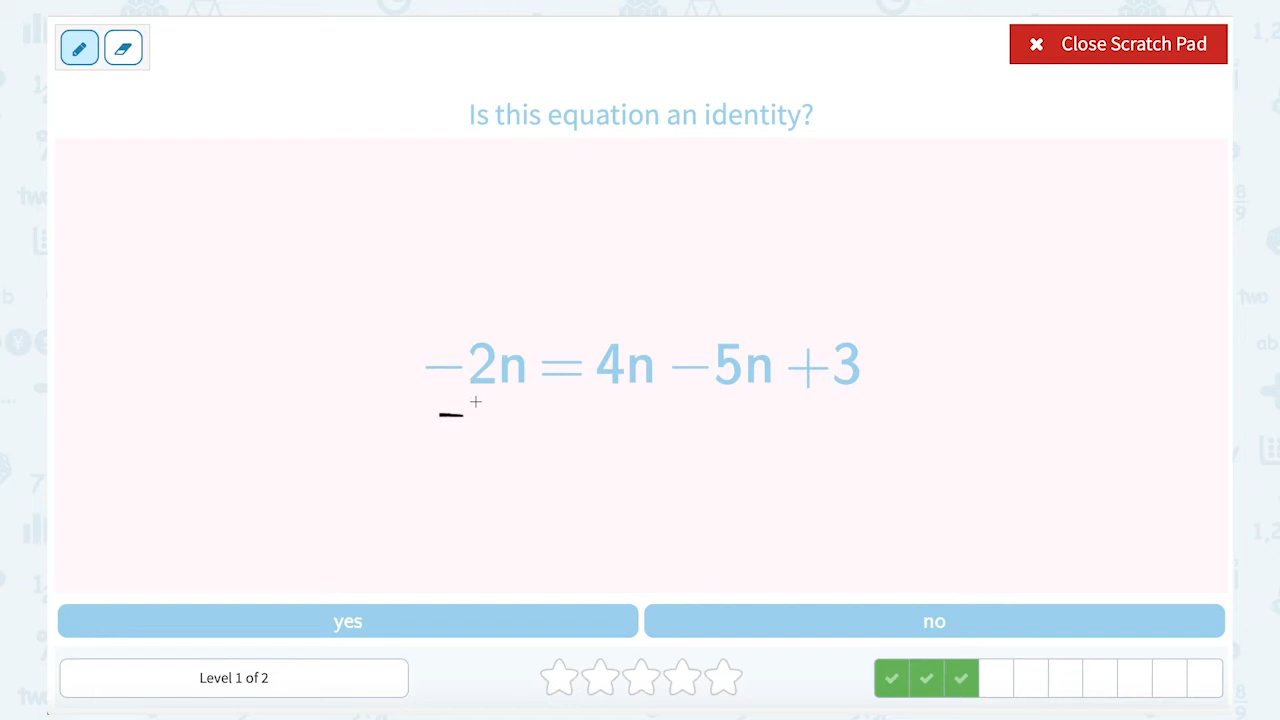 Close Scratch Pad
Is this equation an identity?
−2n = 4n −5n +3
yes
no
Level 1 of 2